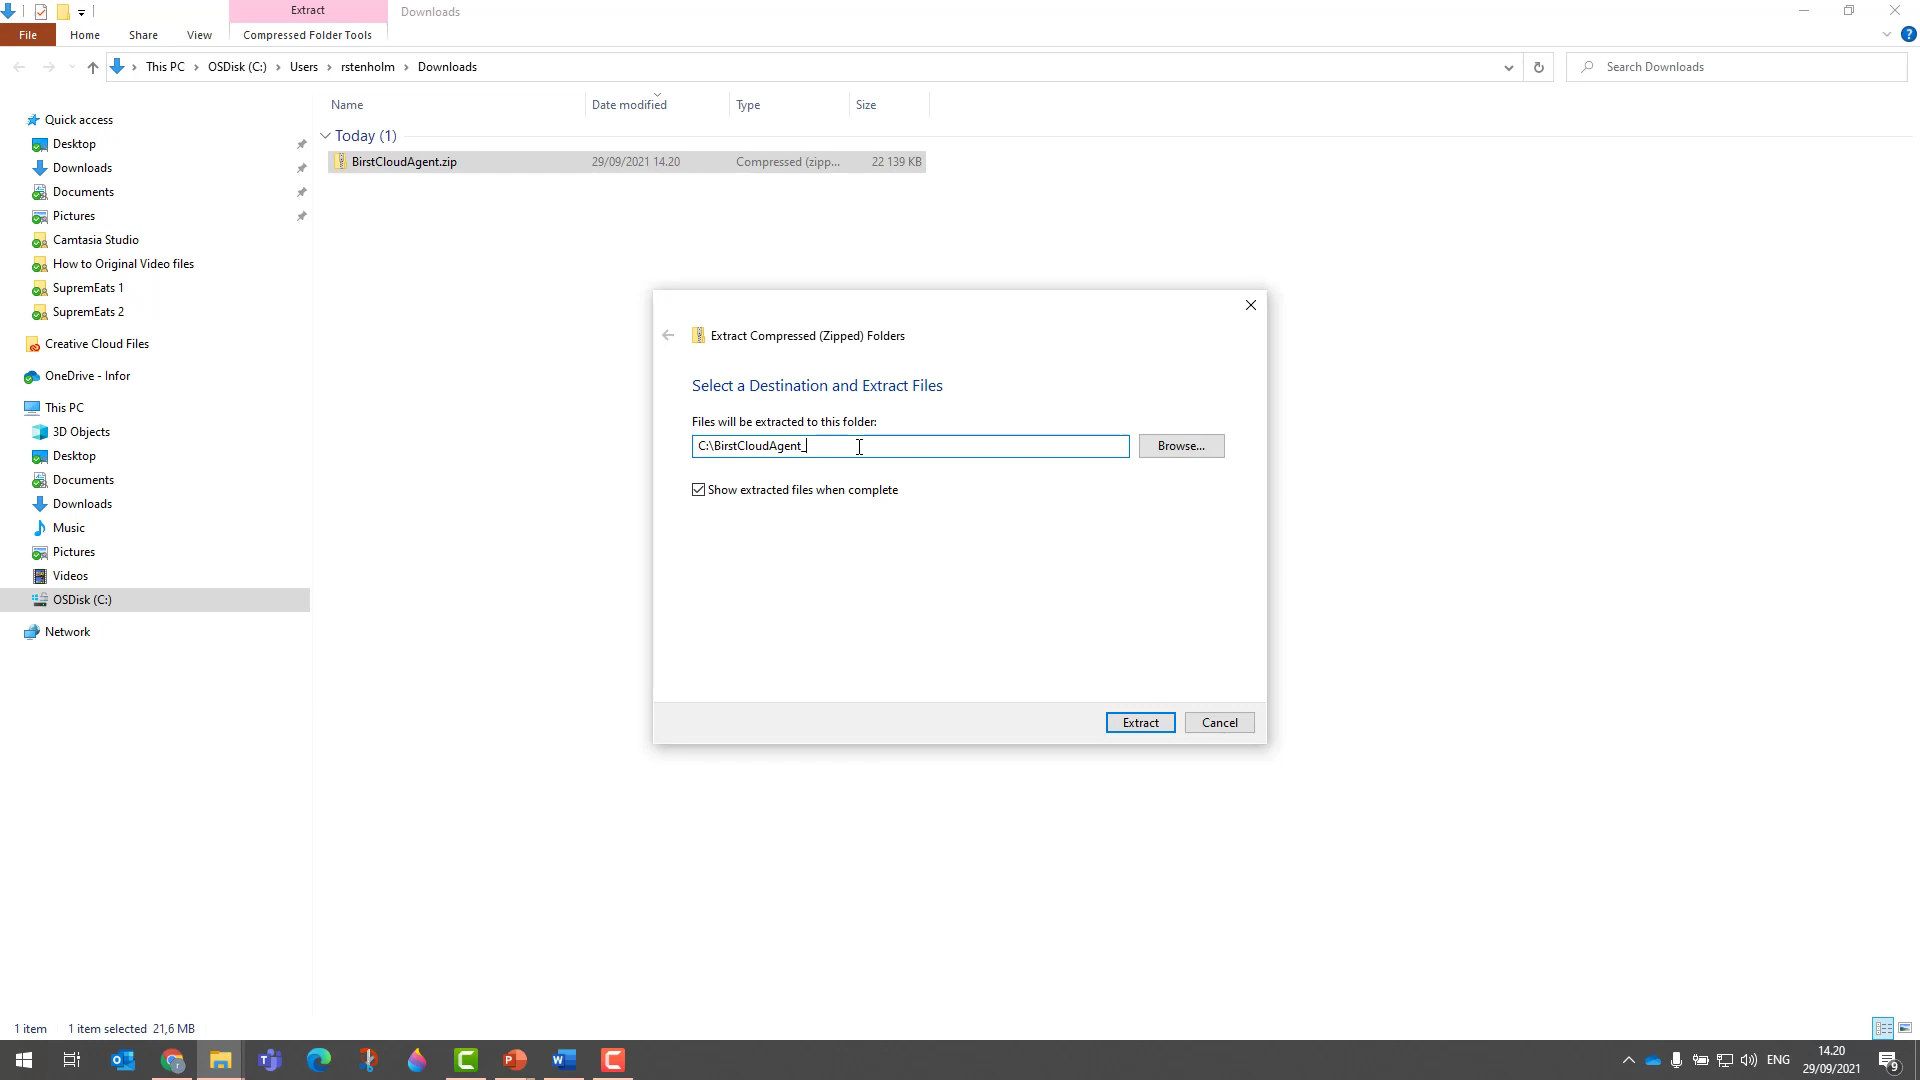 Extract
Downloads
File
Home
Share
View
Compressed Folder Tools
?
This PC
OSDisk (C:)
Users
rstenholm
Downloads
Search Downloads
Name
Date modified
Type
Size
Quick access
Desktop
Downloads
Documents
Pictures
Camtasia Studio
How to Original Video files
SupremEats 1
SupremEats 2
Creative Cloud Files
OneDrive - Infor
This PC
3D Objects
Desktop
Documents
Downloads
Music
Pictures
Videos
OSDisk (C:)
Network
Today (1)
BirstCloudAgent.zip
29/09/2021 14.20
Compressed (zipp...
22 139 KB
Extract Compressed (Zipped) Folders
Select a Destination and Extract Files
Files will be extracted to this folder:
C:\BirstCloudAgent_
Browse...
Show extracted files when complete
Extract
Cancel
1 item
1 item selected 21,6 MB
ENG
14.20
29/09/2021
9